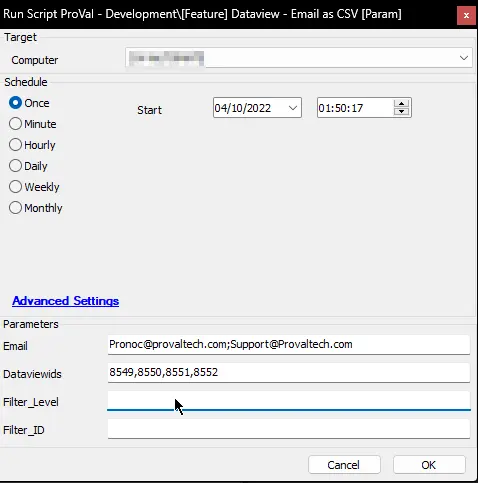 Run Script ProVal - Development\[Feature] Dataview - Email as CSV [Param]
x
Target
Computer
Schedule
Once
Start
04/10/2022
01:50:17
Minute
Hourly
Daily
Weekly
Monthly
Advanced Settings
Parameters
Email
Pronoc@provaltech.com;Support@Provaltech.com
Dataviewids
8549,8550,8551,8552
Filter_Level
Filter_ID
Cancel
OK